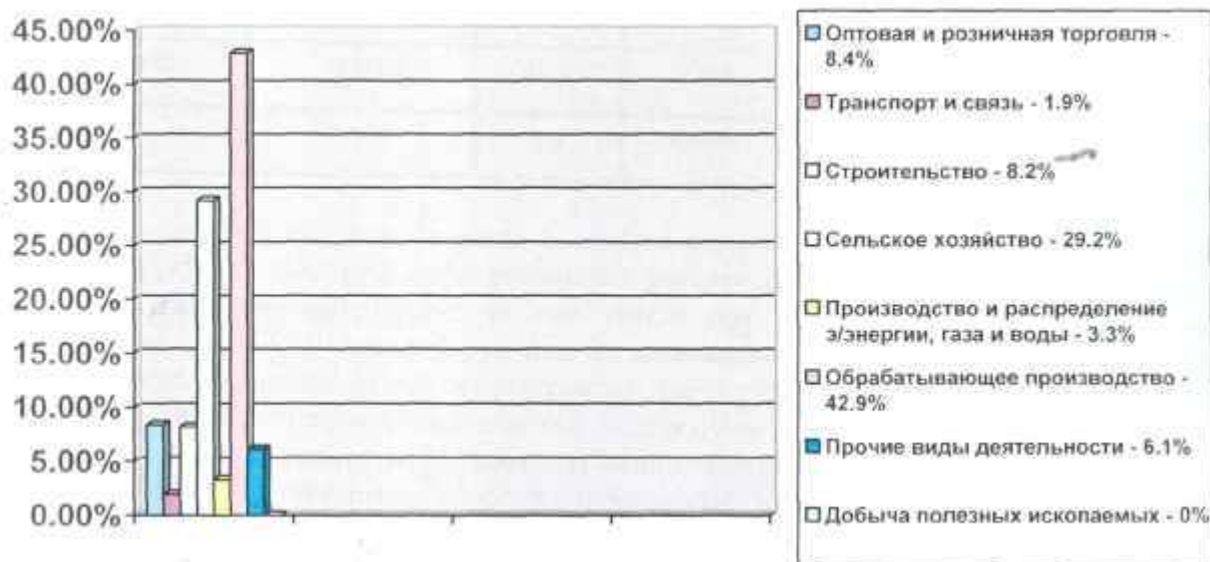 45.00%
40.00%
35.00%
30.00%
25.00%
20.00%
15.00%
10.00%
5.00%
0.00%
Оптовая и розничная торговля -
8.4%
Транспорт и связь - 1.9%
Строительство - 8.2%
Сельское хозяйство - 29.2%
Производство и распределение
э/энергии, газа и воды - 3.3%
Обрабатывающее производство -
42.9%
Прочие виды деятельности - 6.1%
Добыча полезных ископаемых - 0%